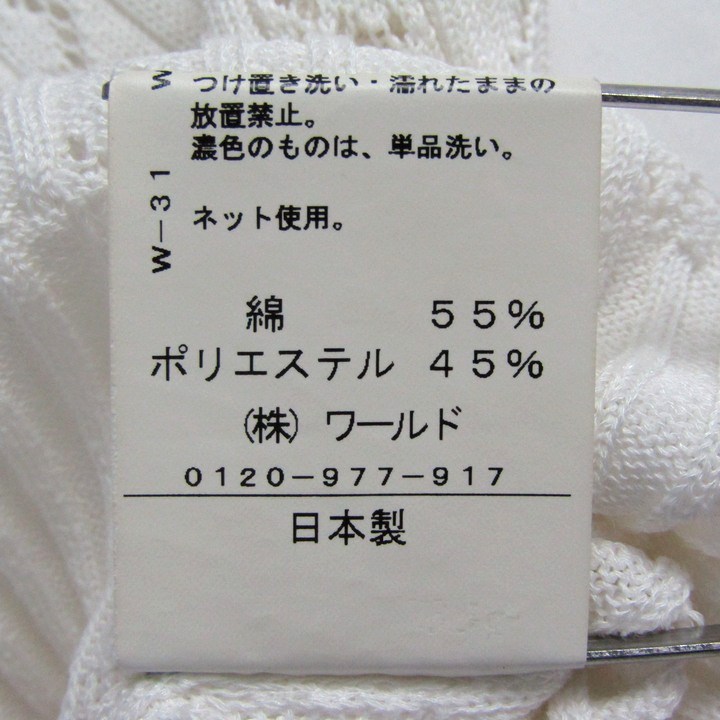 つけ置き洗い・濡れたままの
放置禁止。
濃色のものは、単品洗い。
ネット使用。
W-31
綿 55%
ポリエステル 45%
(株) ワールド
0120-977-917
日本製